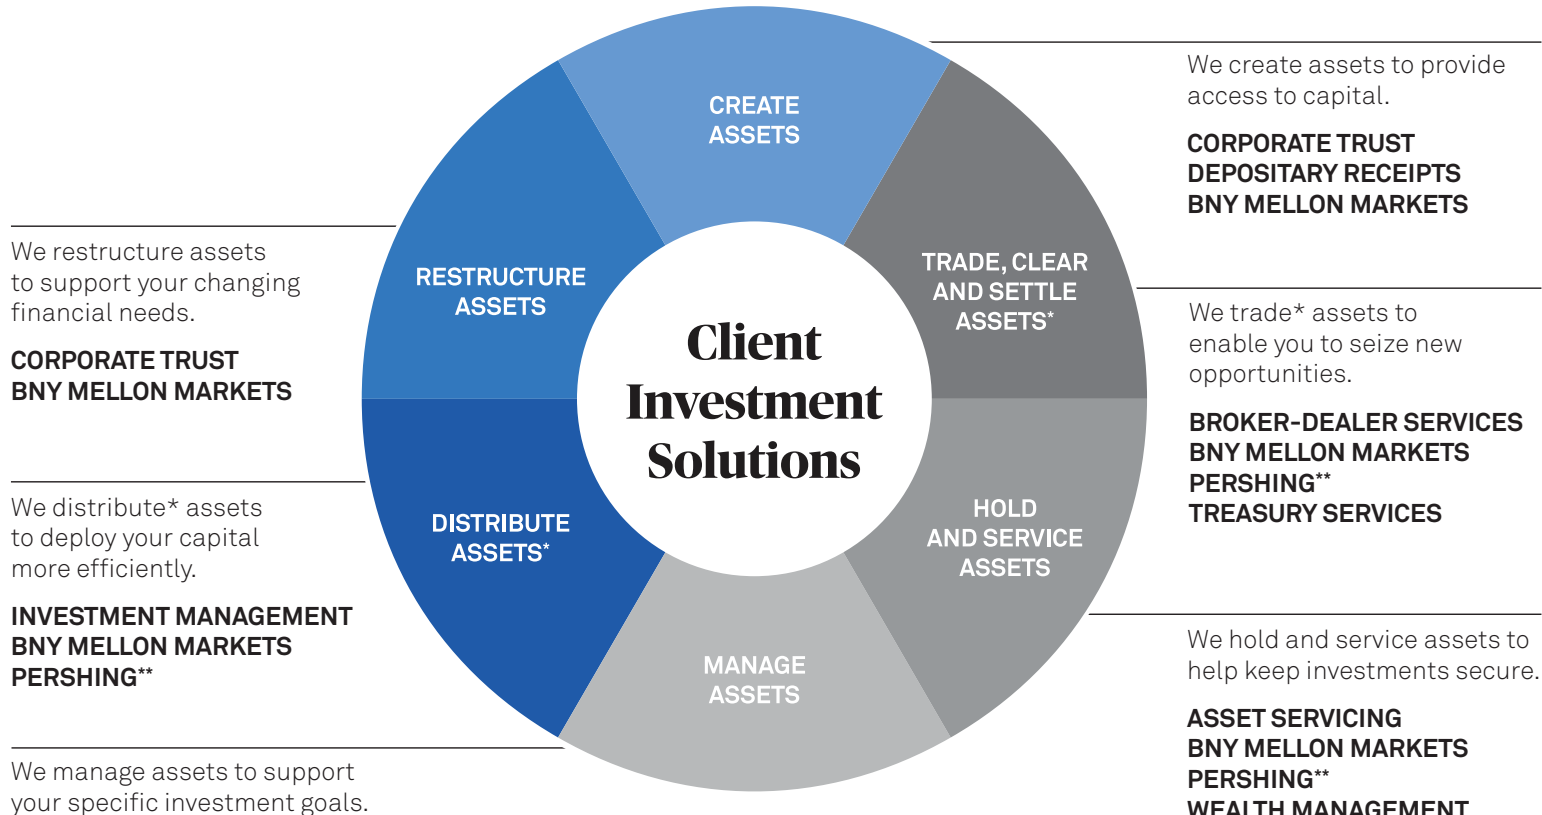 CREATE
ASSETS
TRADE, CLEAR
AND SETTLE
ASSETS*
HOLD
AND SERVICE
ASSETS
MANAGE
ASSETS
DISTRIBUTE
ASSETS*
RESTRUCTURE
ASSETS
Client
Investment
Solutions
We create assets to provide
access to capital.
CORPORATE TRUST
DEPOSITARY RECEIPTS
BNY MELLON MARKETS
We trade* assets to
enable you to seize new
opportunities.
BROKER-DEALER SERVICES
BNY MELLON MARKETS
PERSHING**
TREASURY SERVICES
We hold and service assets to
help keep investments secure.
ASSET SERVICING
BNY MELLON MARKETS
PERSHING**
WEALTH MANAGEMENT
We restructure assets
to support your changing
financial needs.
CORPORATE TRUST
BNY MELLON MARKETS
We distribute* assets
to deploy your capital
more efficiently.
INVESTMENT MANAGEMENT
BNY MELLON MARKETS
PERSHING**
We manage assets to support
your specific investment goals.